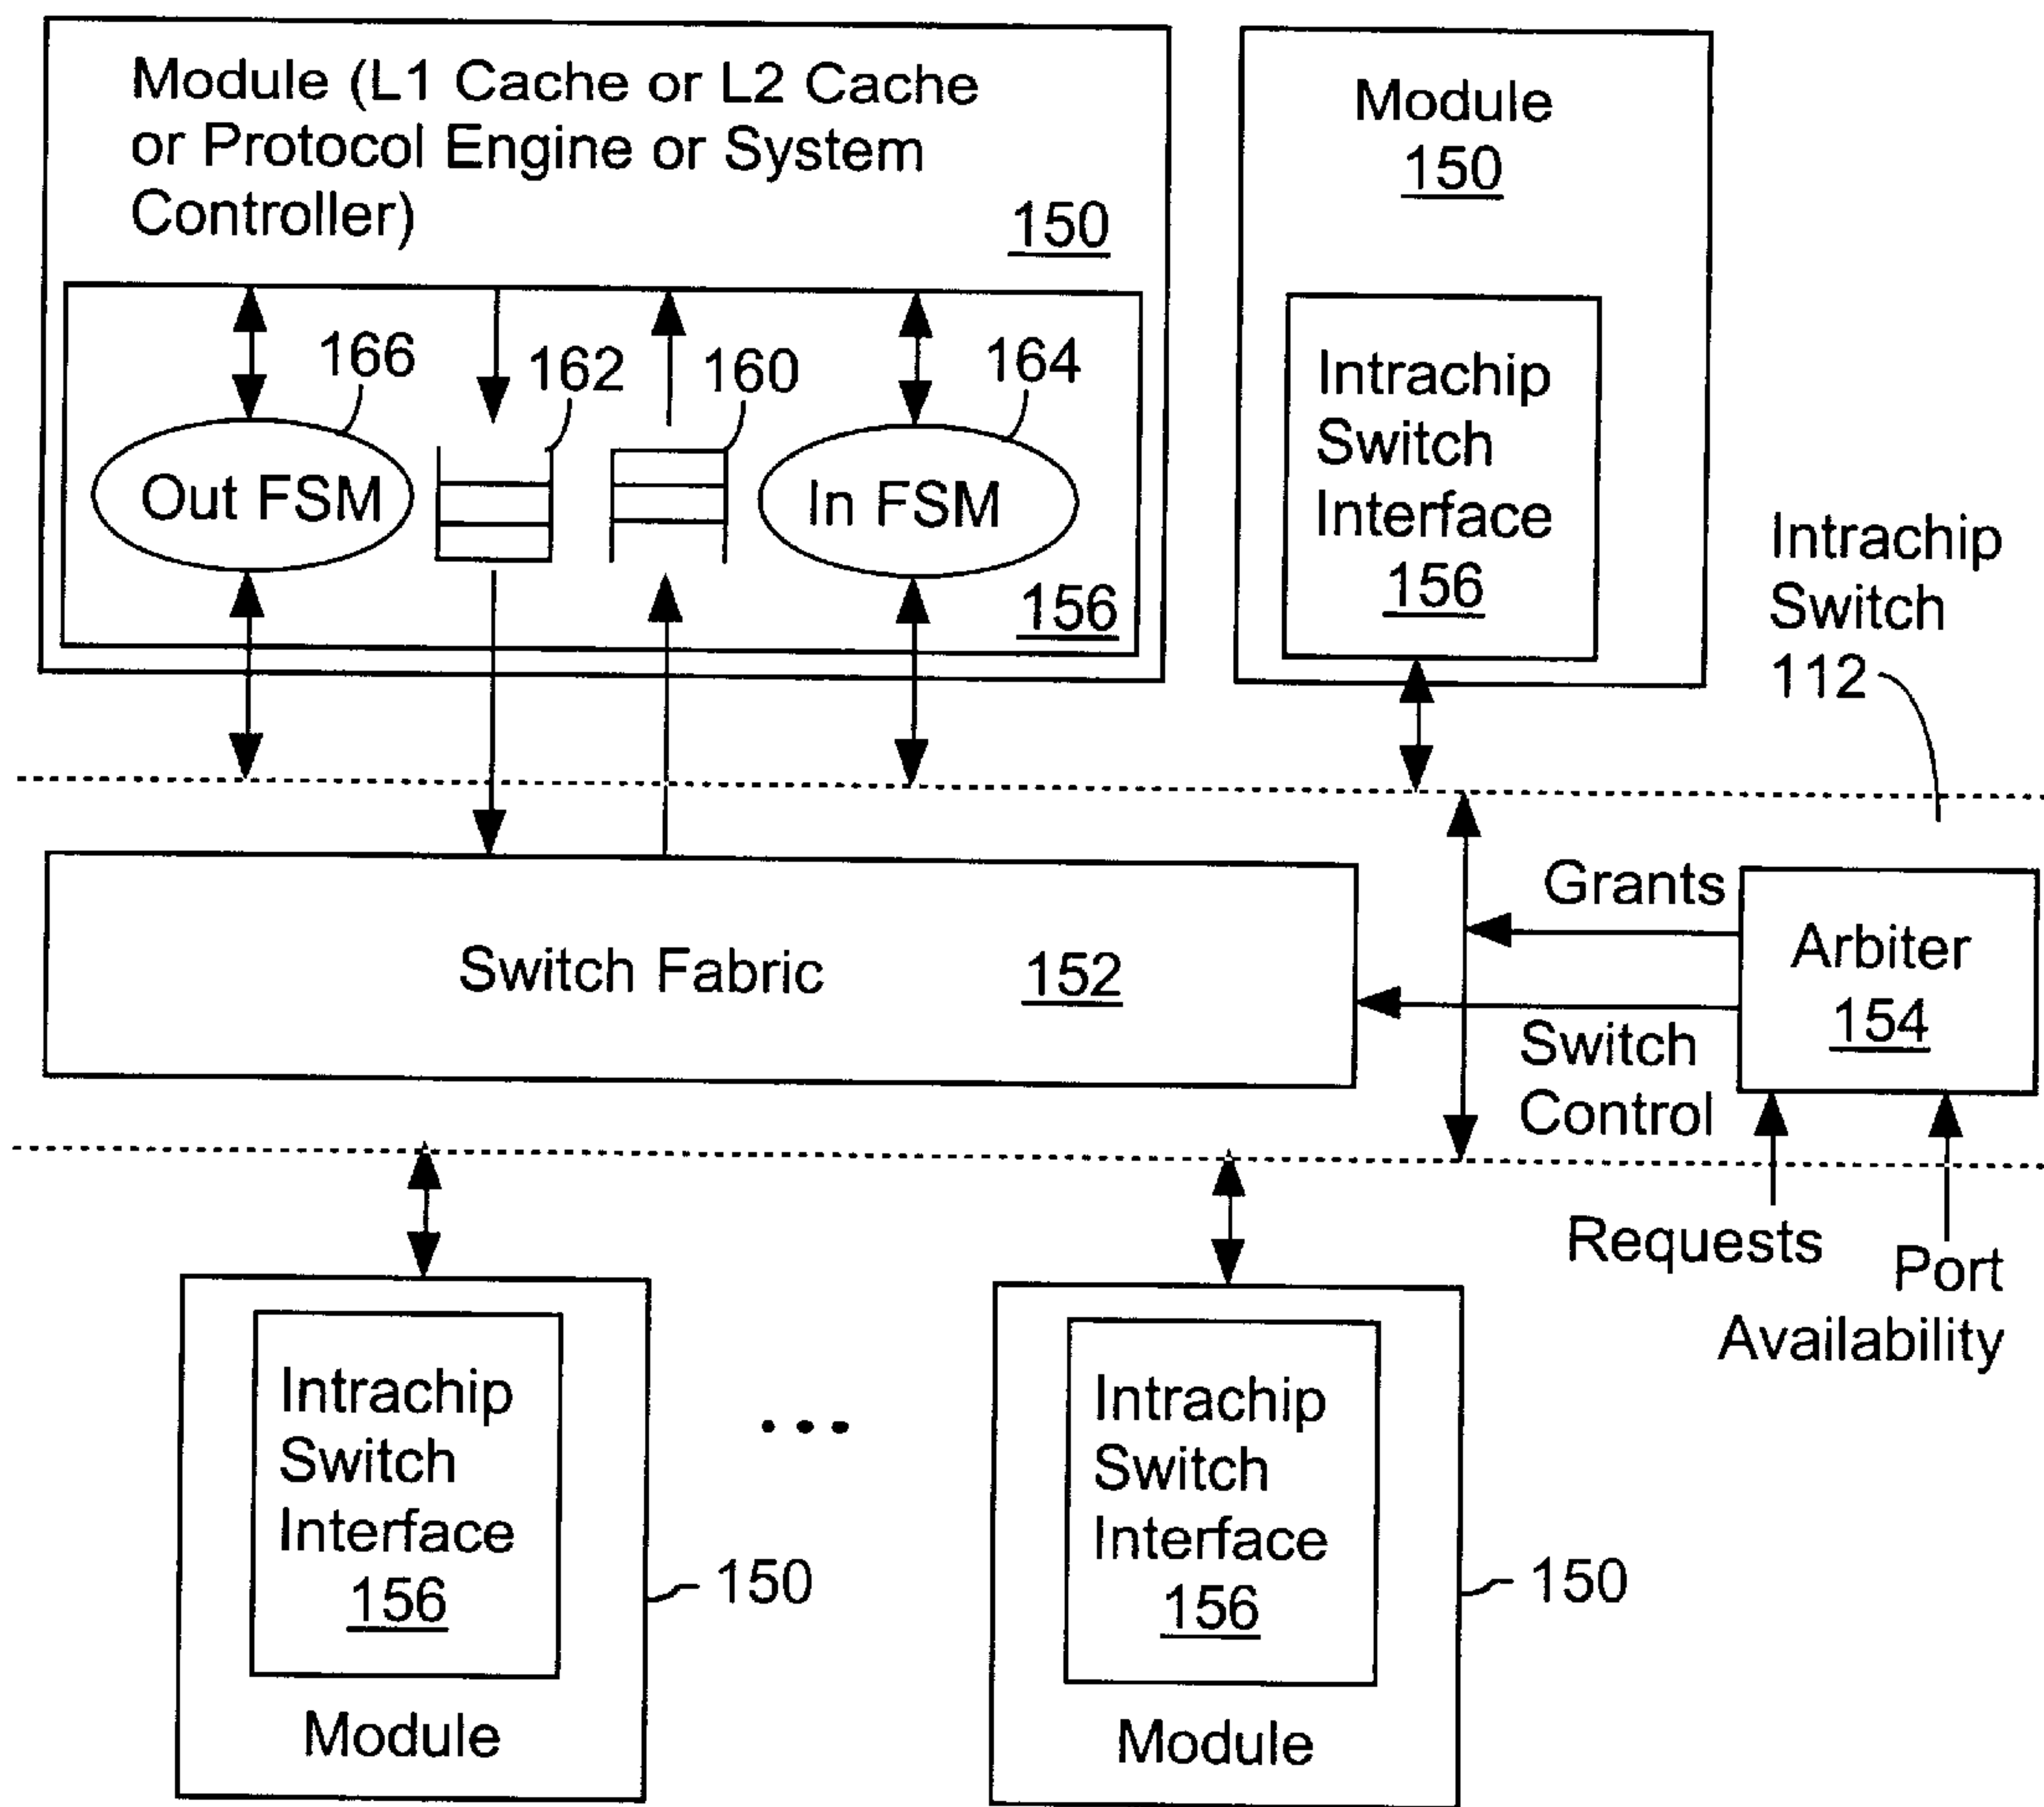 Module (L1 Cache or L2 Cache
or Protocol Engine or System
Controller)
150
166
162
160
164
Out FSM
In FSM
156
Module
150
Intrachip
Switch
Interface
156
Intrachip
Switch
112
Switch Fabric 152
Grants
Switch
Control
Arbiter
154
Requests
Port
Availability
Intrachip
Switch
Interface
156
Module
150
...
Intrachip
Switch
Interface
156
Module
150